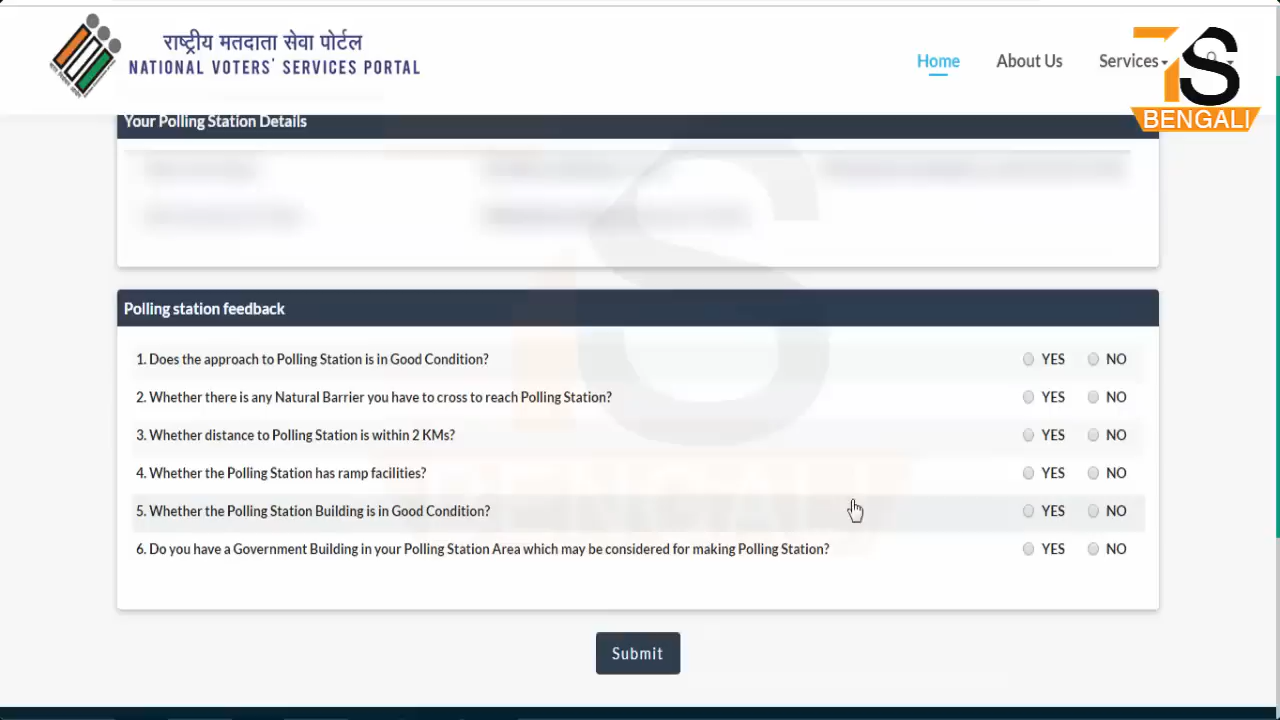 राष्ट्रीय मतदाता सेवा पोर्टल
NATIONAL VOTERS' SERVICES PORTAL
Home
About Us
Services
BENGALI
Your Polling Station Details
Polling station feedback
1. Does the approach to Polling Station is in Good Condition? YES NO
2. Whether there is any Natural Barrier you have to cross to reach Polling Station? YES NO
3. Whether distance to Polling Station is within 2 KMs? YES NO
4. Whether the Polling Station has ramp facilities? YES NO
5. Whether the Polling Station Building is in Good Condition? YES NO
6. Do you have a Government Building in your Polling Station Area which may be considered for making Polling Station? YES NO
Submit